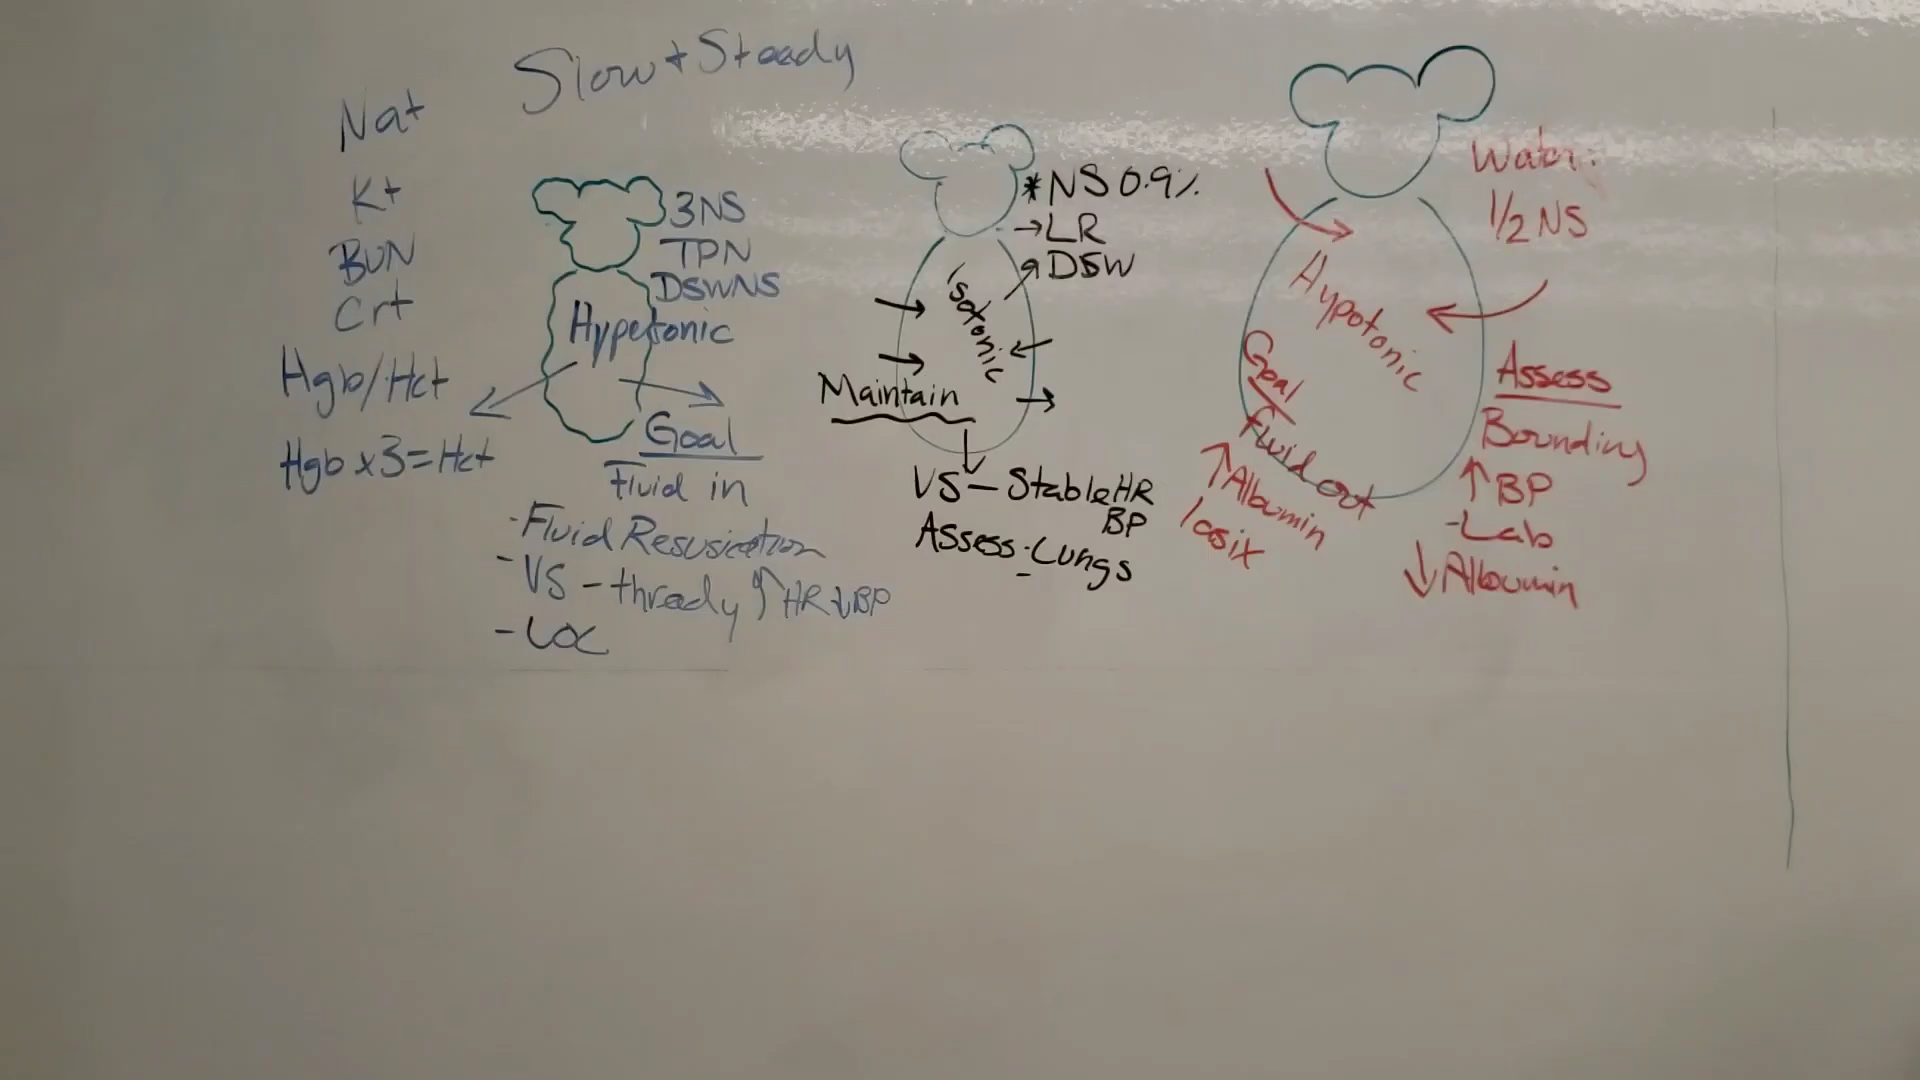 Slow + Steady
Na+
K+
BUN
Crt
Hgb/Hct
Hgb x3=Hct
3NS
TPN
D5WNS
Hypertonic
Goal
Fluid in
-Fluid
-VS - thready ↑HR ↓BP
-LOC
*NS 0.9%
→LR
D5W
Isotonic
Maintain
VS - Stable HR
BP
Assess: Lungs
Water
1/2 NS
Hypotonic
Goal
fluid out
↑Albumin
lasix
Assess
Bounding
↑BP
-Lab
↓Albumin